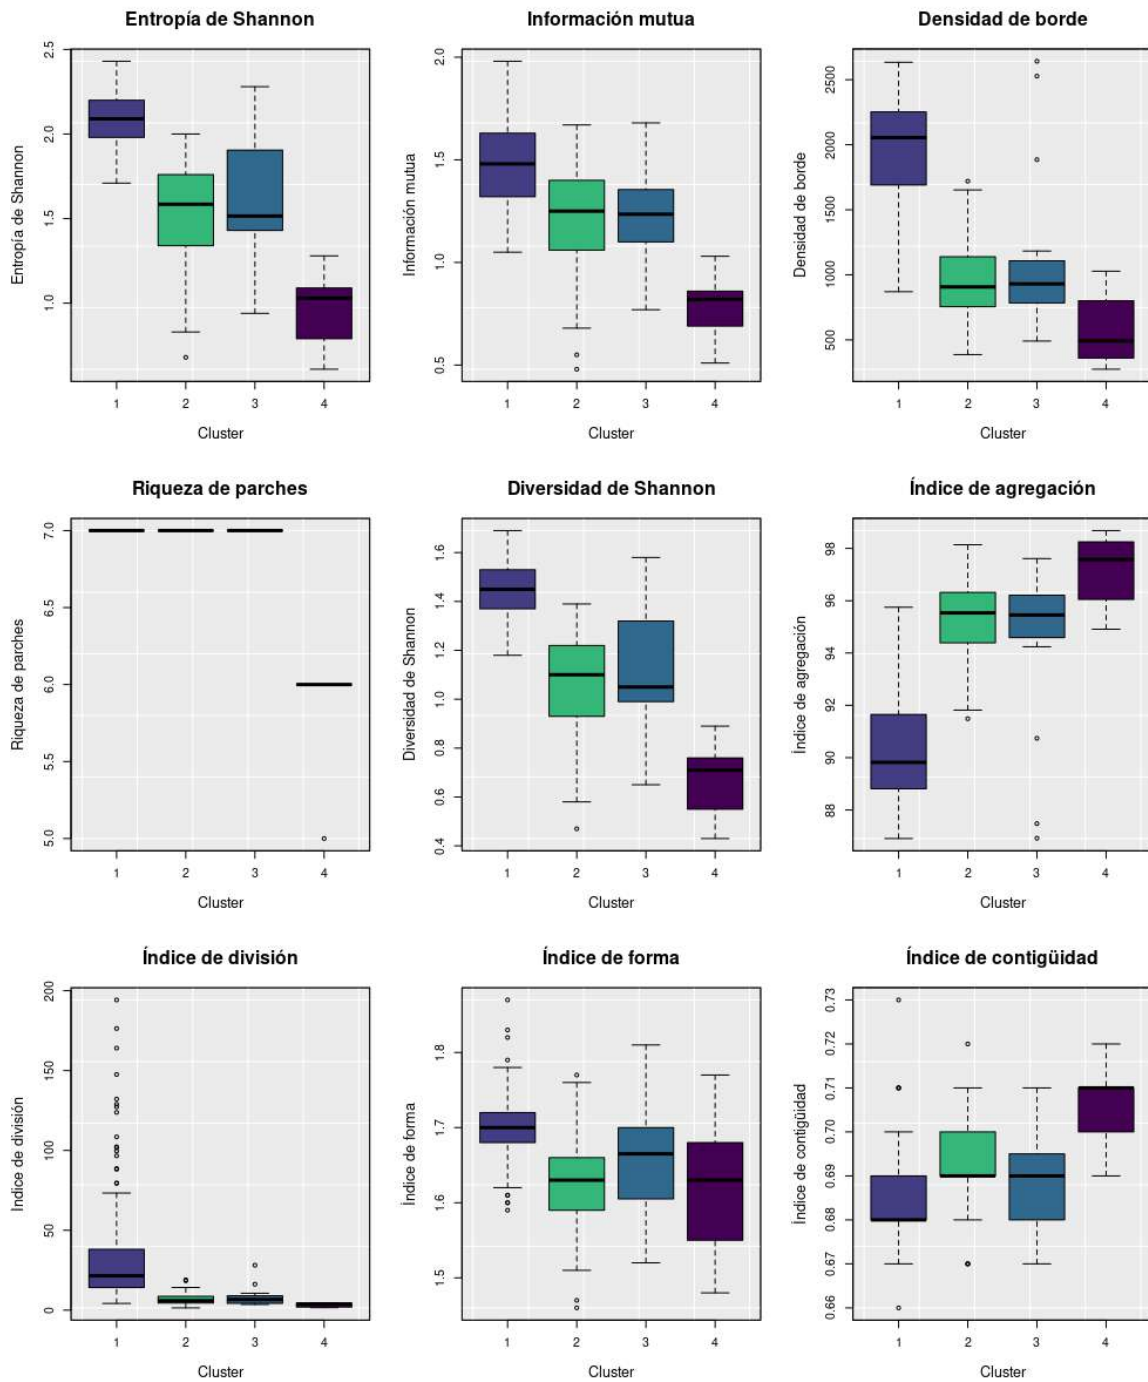 Entropía de Shannon
Entropía de Shannon
2.5
2.0
1.5
1.0
1 2 3 4
Cluster
Información mutua
Información mutua
2.0
1.5
1.0
0.5
1 2 3 4
Cluster
Densidad de borde
Densidad de borde
2500
2000
1500
1000
500
1 2 3 4
Cluster
Riqueza de parches
Riqueza de parches
7.0
6.5
6.0
5.5
5.0
1 2 3 4
Cluster
Diversidad de Shannon
Diversidad de Shannon
1.6
1.4
1.2
1.0
0.8
0.6
0.4
1 2 3 4
Cluster
Índice de agregación
Índice de agregación
98
96
94
92
90
88
1 2 3 4
Cluster
Índice de división
Índice de división
200
150
100
50
0
1 2 3 4
Cluster
Índice de forma
Índice de forma
1.8
1.7
1.6
1.5
1 2 3 4
Cluster
Índice de contigüidad
Índice de contigüidad
0.73
0.72
0.71
0.70
0.69
0.68
0.67
0.66
1 2 3 4
Cluster